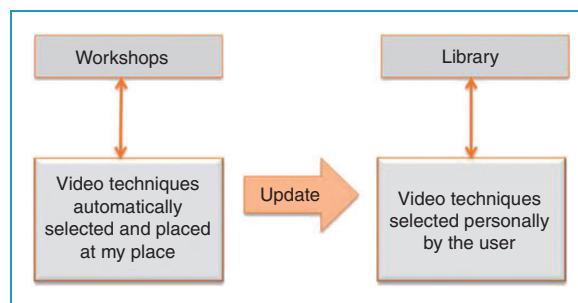 Workshops
Library
Video techniques
automatically
selected and placed
at my place
Update
Video techniques
selected personally
by the user